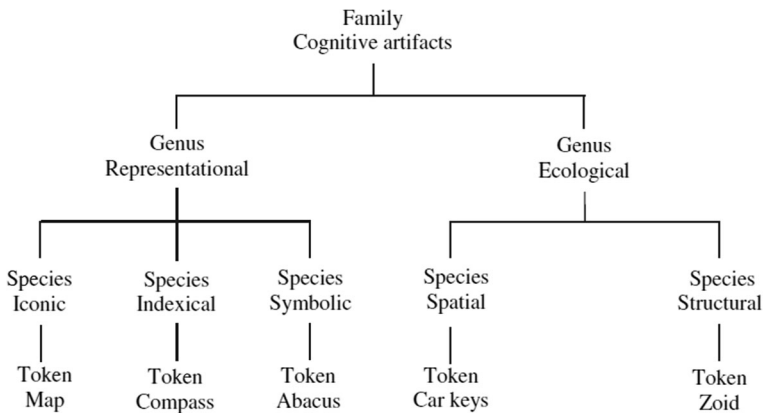 Family
Cognitive artifacts
Genus
Representational
Genus
Ecological
Species
Iconic
Species
Indexical
Species
Symbolic
Species
Spatial
Species
Structural
Token
Map
Token
Compass
Token
Abacus
Token
Car keys
Token
Zoid